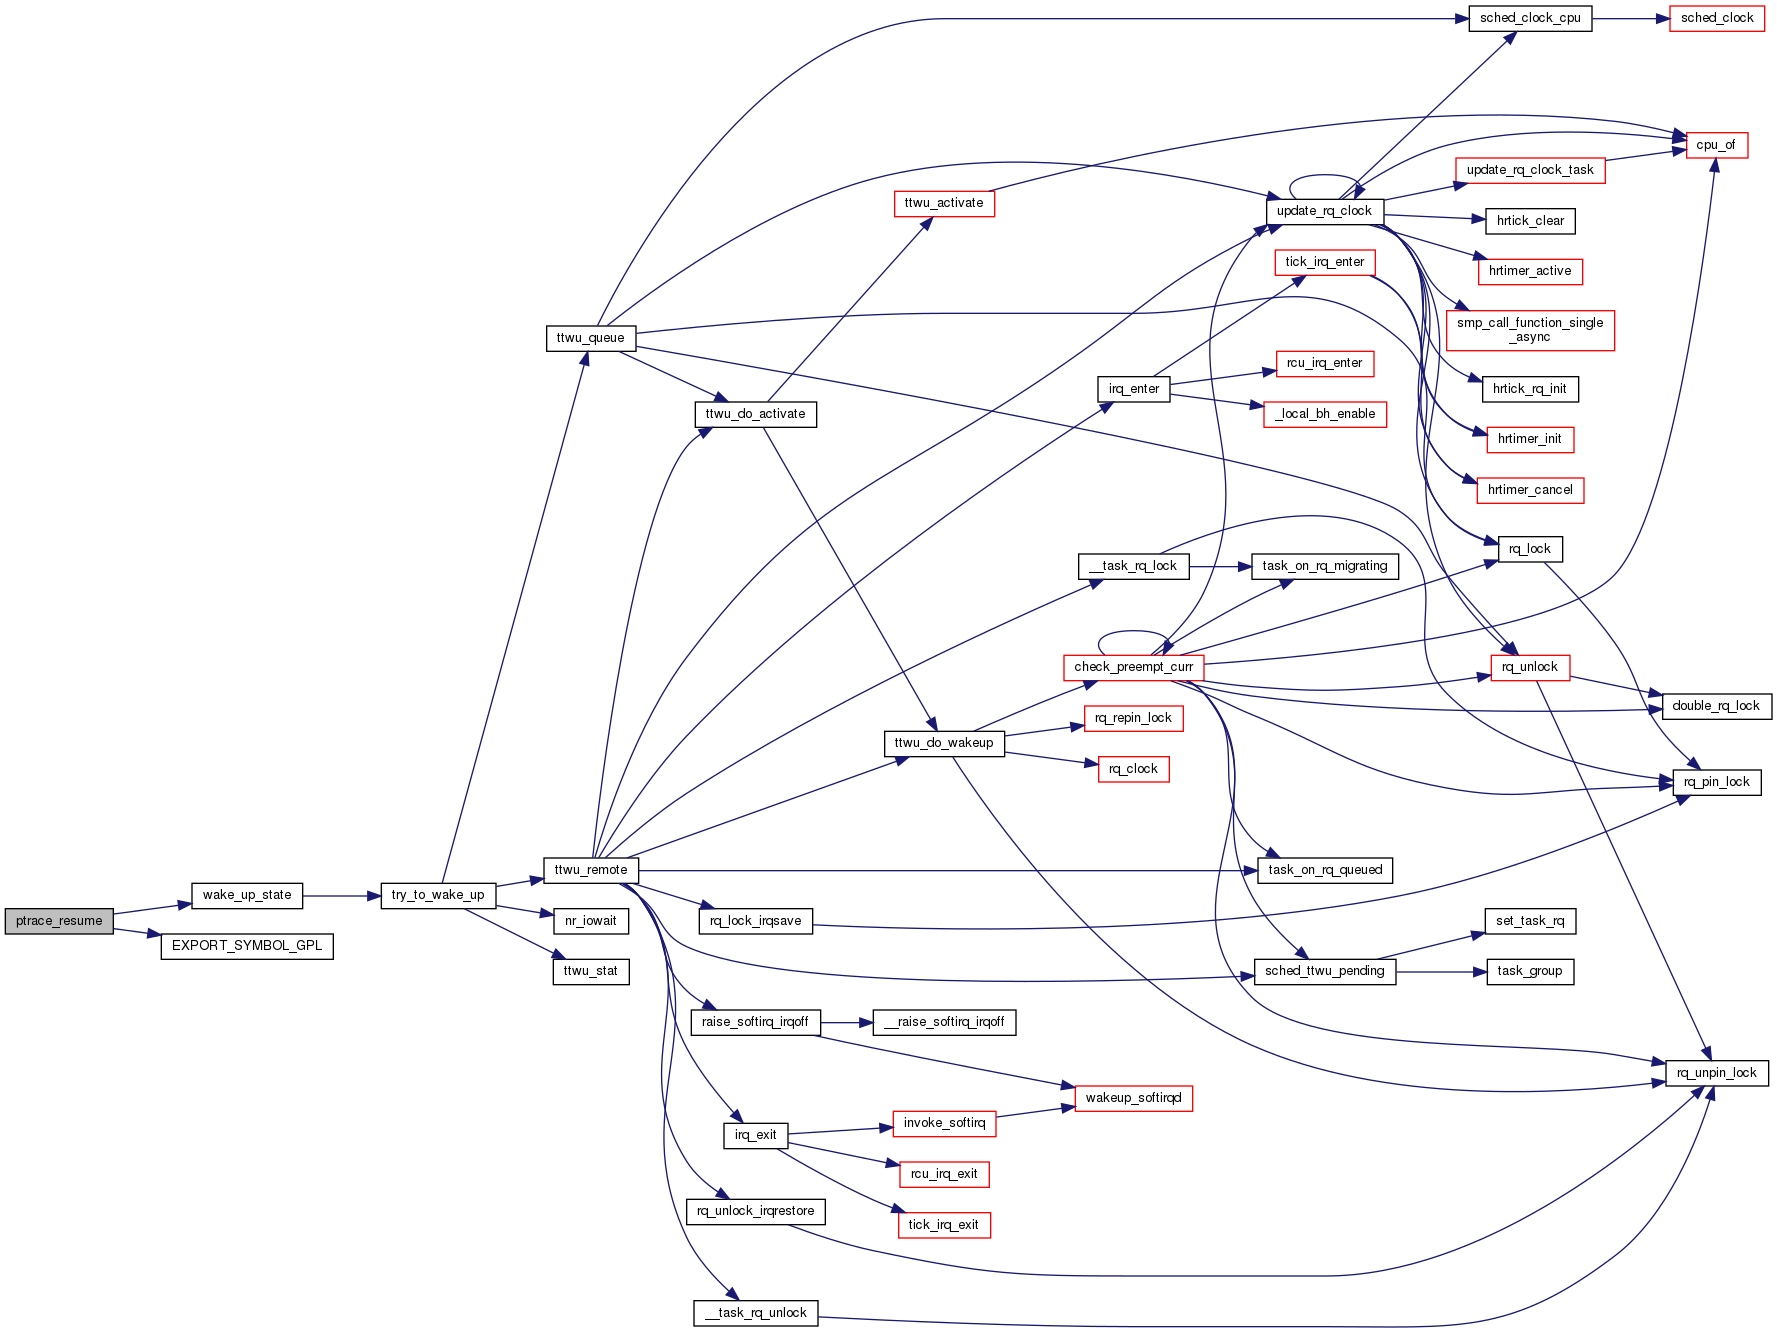 sched_clock_cpu
sched_clock
cpu_of
update_rq_clock_task
ttwu_activate
update_rq_clock
hrtick_clear
tick_irq_enter
hrtimer_active
smp_call_function_single
_async
ttwu_queue
rcu_irq_enter
irq_enter
hrtick_rq_init
ttwu_do_activate
_local_bh_enable
hrtimer_init
hrtimer_cancel
rq_lock
__task_rq_lock
task_on_rq_migrating
check_preempt_curr
rq_unlock
double_rq_lock
rq_repin_lock
ttwu_do_wakeup
rq_clock
rq_pin_lock
ttwu_remote
task_on_rq_queued
wake_up_state
try_to_wake_up
ptrace_resume
nr_iowait
rq_lock_irqsave
set_task_rq
EXPORT_SYMBOL_GPL
ttwu_stat
sched_ttwu_pending
task_group
raise_softirq_irqoff
__raise_softirq_irqoff
rq_unpin_lock
wakeup_softirqd
invoke_softirq
irq_exit
rcu_irq_exit
rq_unlock_irqrestore
tick_irq_exit
__task_rq_unlock